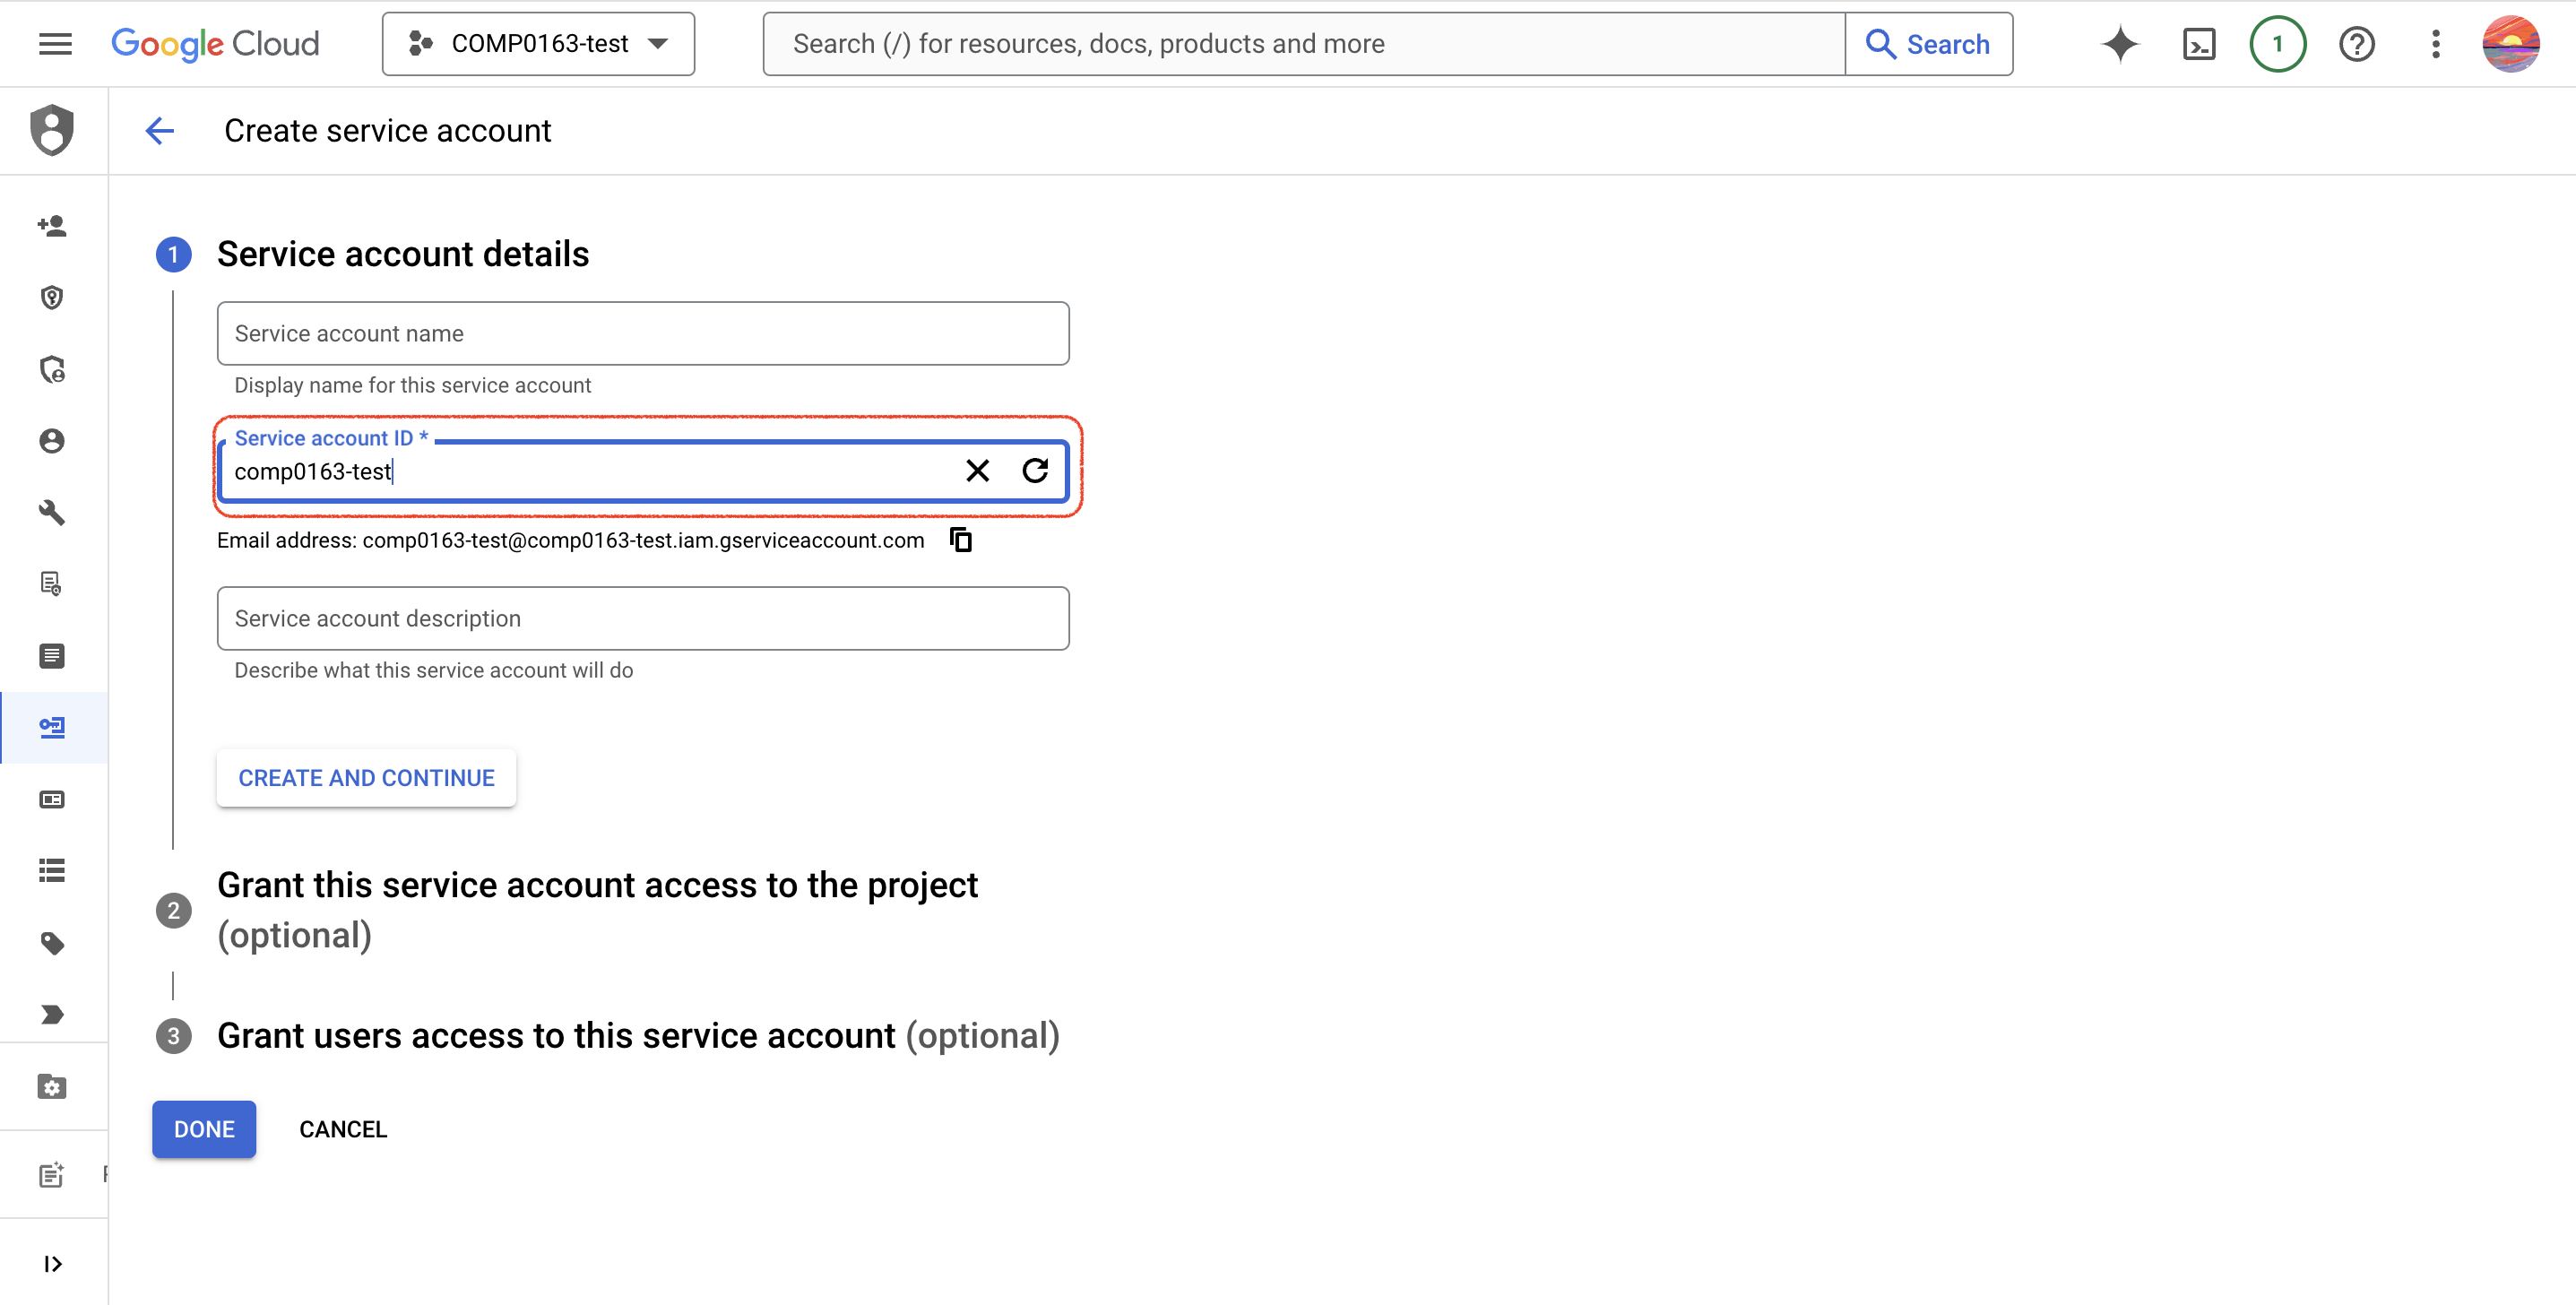 Google Cloud
COMP0163-test
Search (/) for resources, docs, products and more
Search
1
Create service account
1
Service account details
Service account name
Display name for this service account
Service account ID *
comp0163-test
Email address: comp0163-test@comp0163-test.iam.gserviceaccount.com
Service account description
Describe what this service account will do
CREATE AND CONTINUE
2
Grant this service account access to the project
(optional)
3
Grant users access to this service account (optional)
DONE
CANCEL